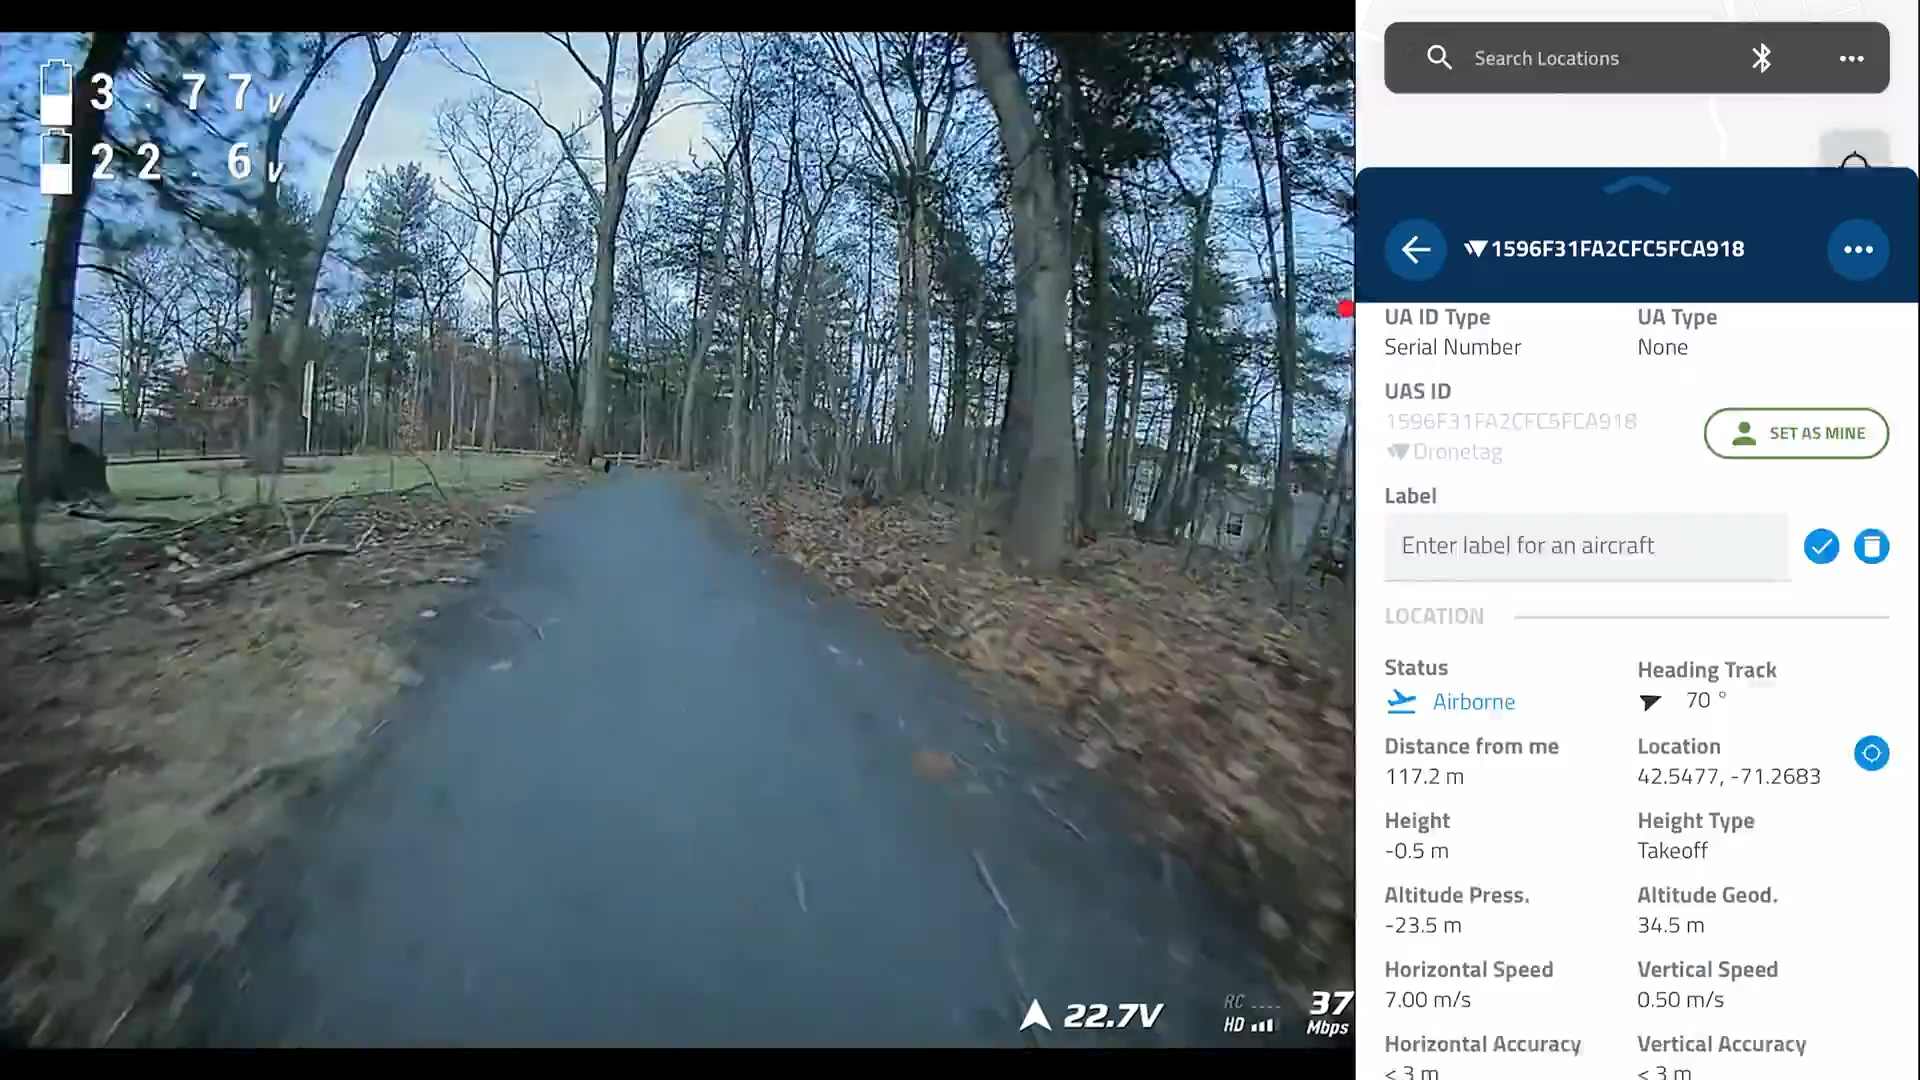 3.77V
22.6V
22.7V
RC
HD
37
Mbps
Search Locations
1596F31FA2CFC5FCA918
UA ID Type
UA Type
Serial Number
None
UAS ID
1596F31FA2CFC5FCA918
Dronetag
SET AS MINE
Label
Enter label for an aircraft
LOCATION
Status
Heading Track
Airborne
70 °
Distance from me
Location
117.2 m
42.5477, -71.2683
Height
Height Type
-0.5 m
Takeoff
Altitude Press.
Altitude Geod.
-23.5 m
34.5 m
Horizontal Speed
Vertical Speed
7.00 m/s
0.50 m/s
Horizontal Accuracy
Vertical Accuracy
< 3 m
< 3 m